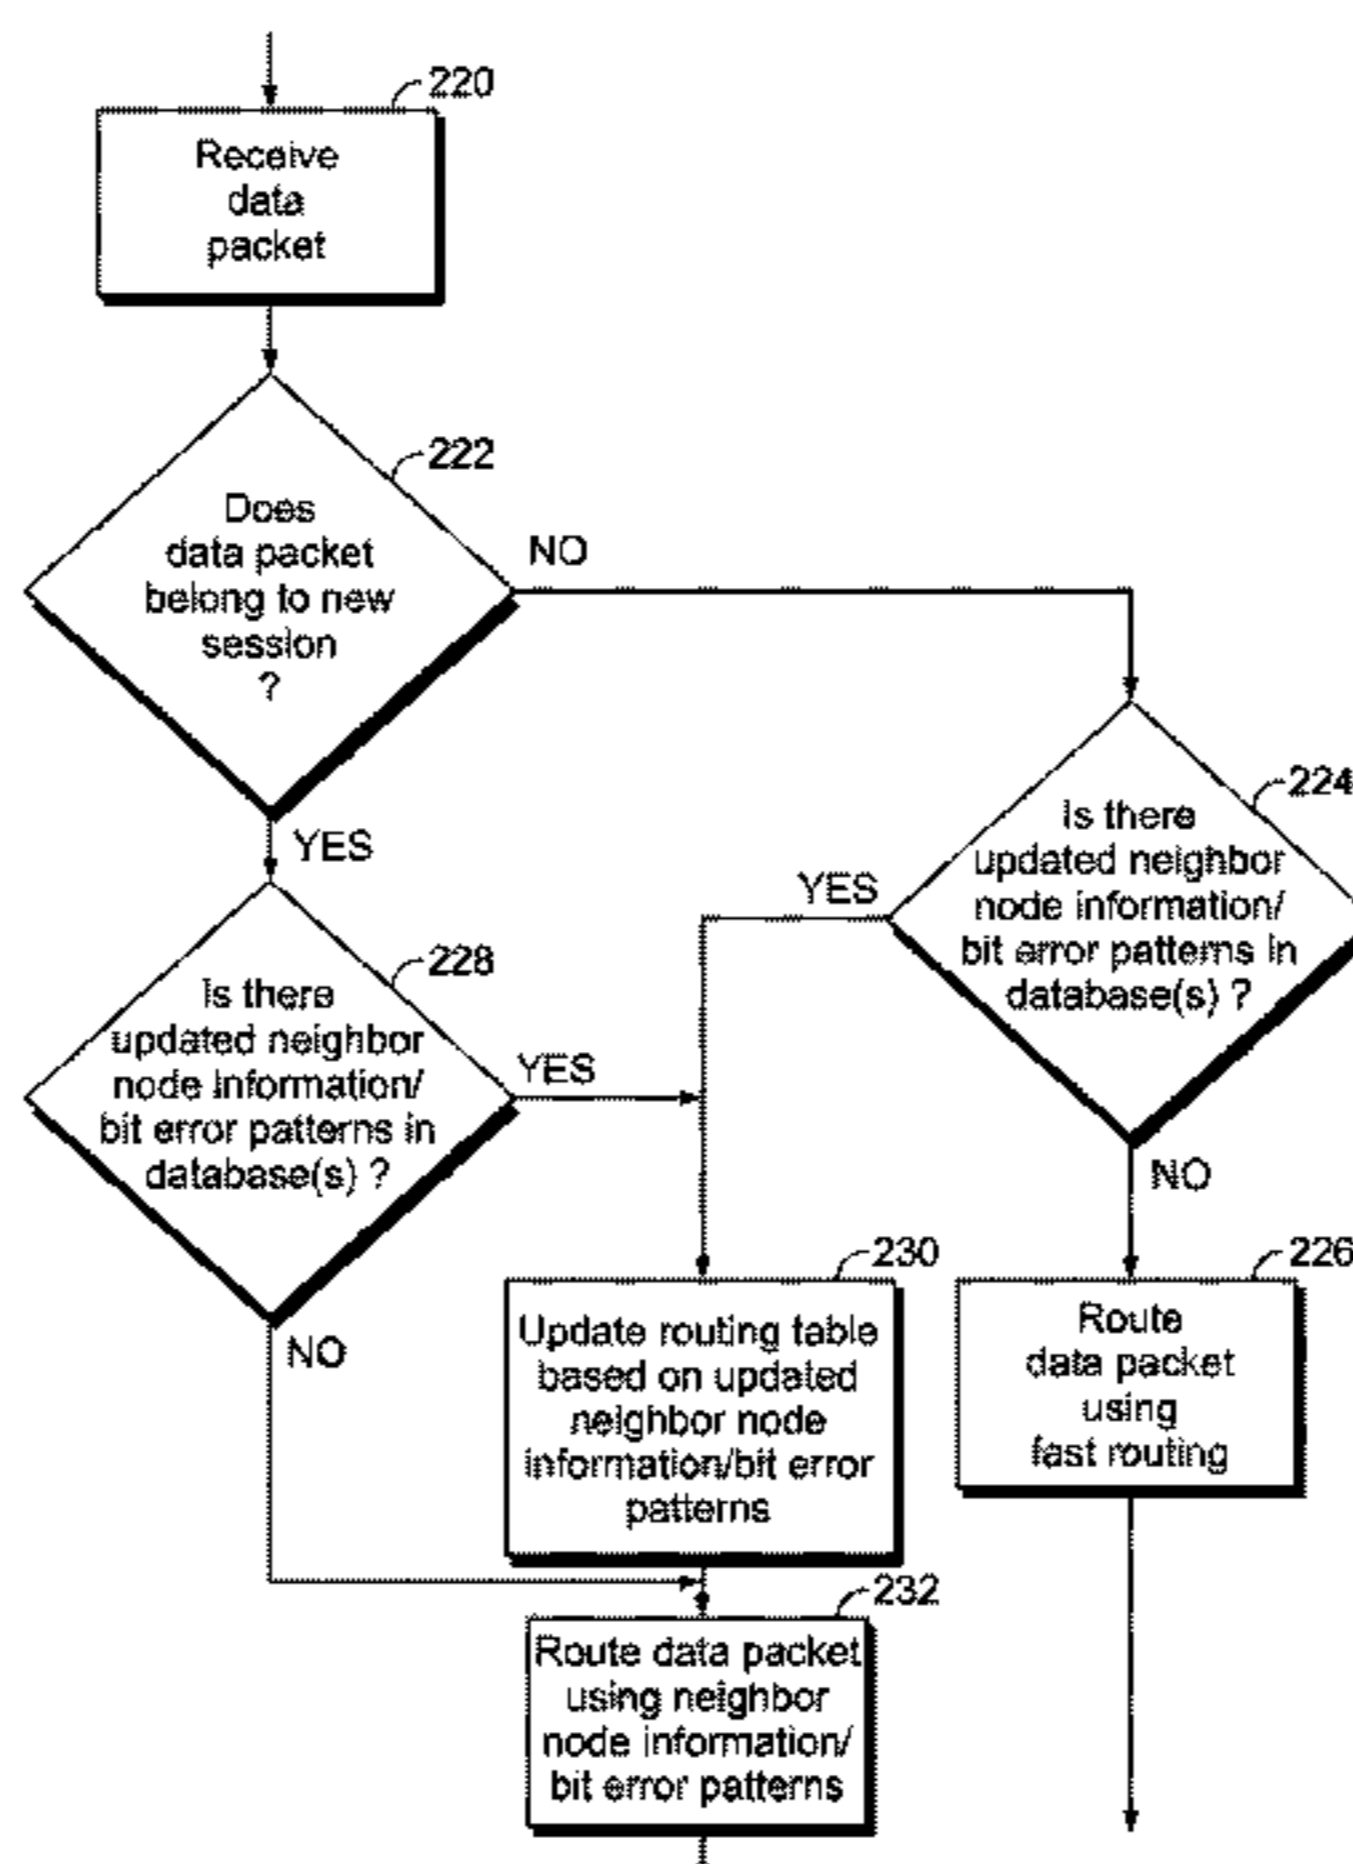 220
Receive
data
packet
222
Does
data packet
belong to new
session
?
NO
YES
224
Is there
updated neighbor
node information/
bit error patterns in
database(s) ?
YES
NO
228
Is there
updated neighbor
node information/
bit error patterns in
database(s) ?
YES
NO
230
Update routing table
based on updated
neighbor node
information/bit error
patterns
226
Route
data packet
using
fast routing
232
Route data packet
using neighbor
node information/
bit error patterns